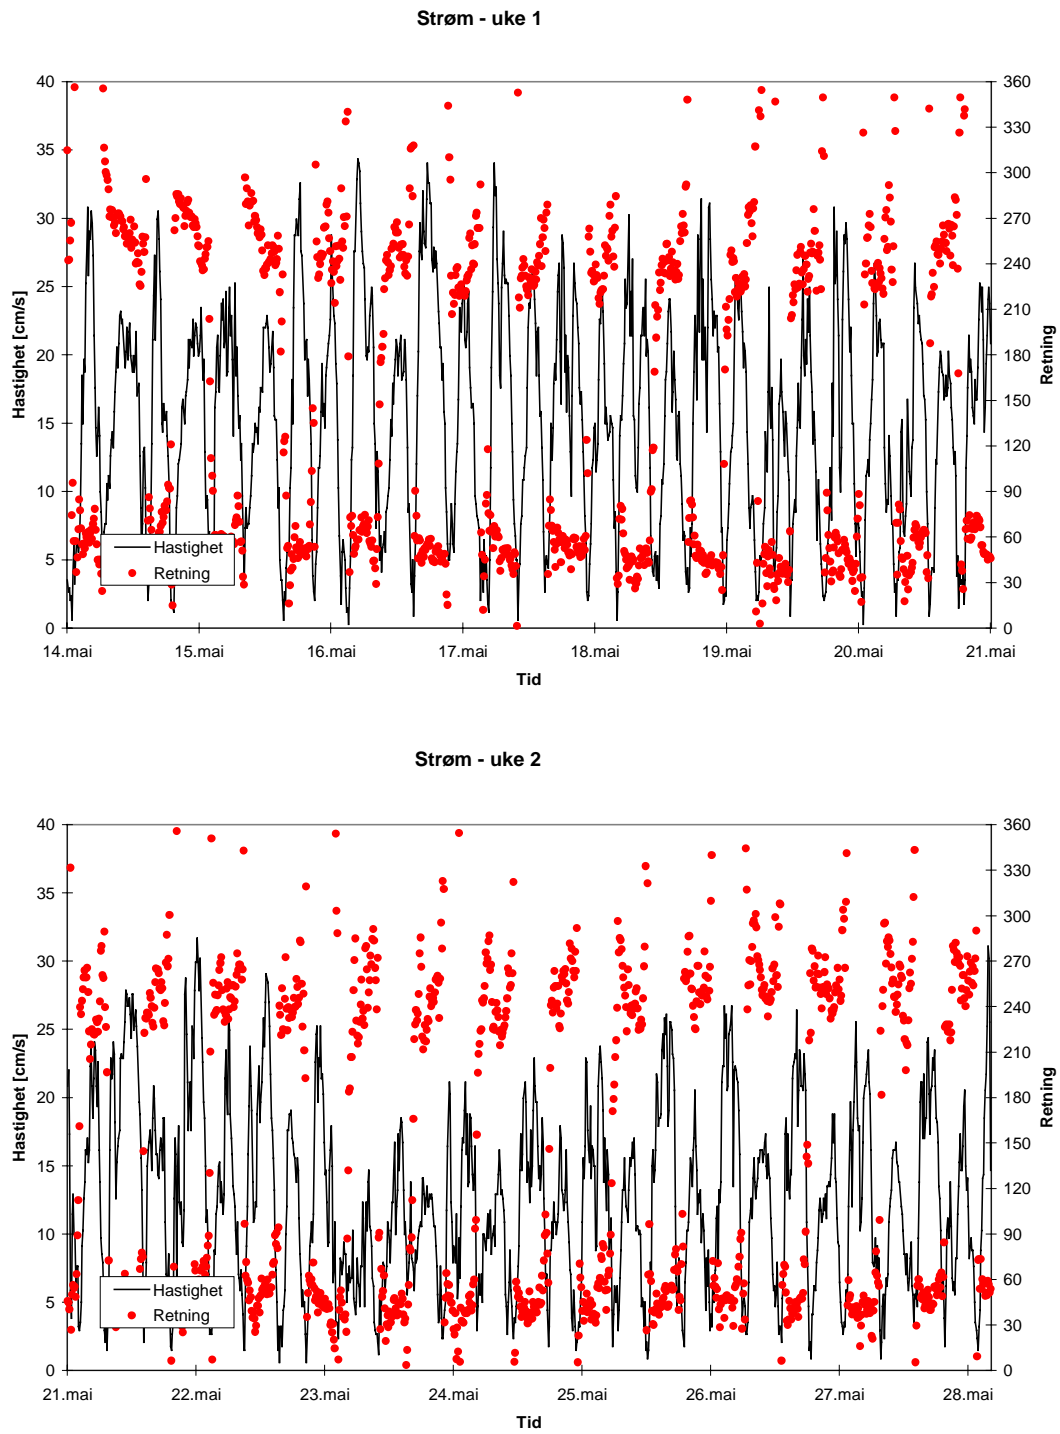 Strøm - uke 1
40 360
35 330
30 300
25 270
20 240
15 210
10 180
5 150
0 120
90
60
30
0
Hastighet [cm/s]
Retning
Hastighet
Retning
14.mai 15.mai 16.mai 17.mai 18.mai 19.mai 20.mai 21.mai
Tid
Strøm - uke 2
40 360
35 330
30 300
25 270
20 240
15 210
10 180
5 150
0 120
90
60
30
0
Hastighet [cm/s]
Retning
Hastighet
Retning
21.mai 22.mai 23.mai 24.mai 25.mai 26.mai 27.mai 28.mai
Tid